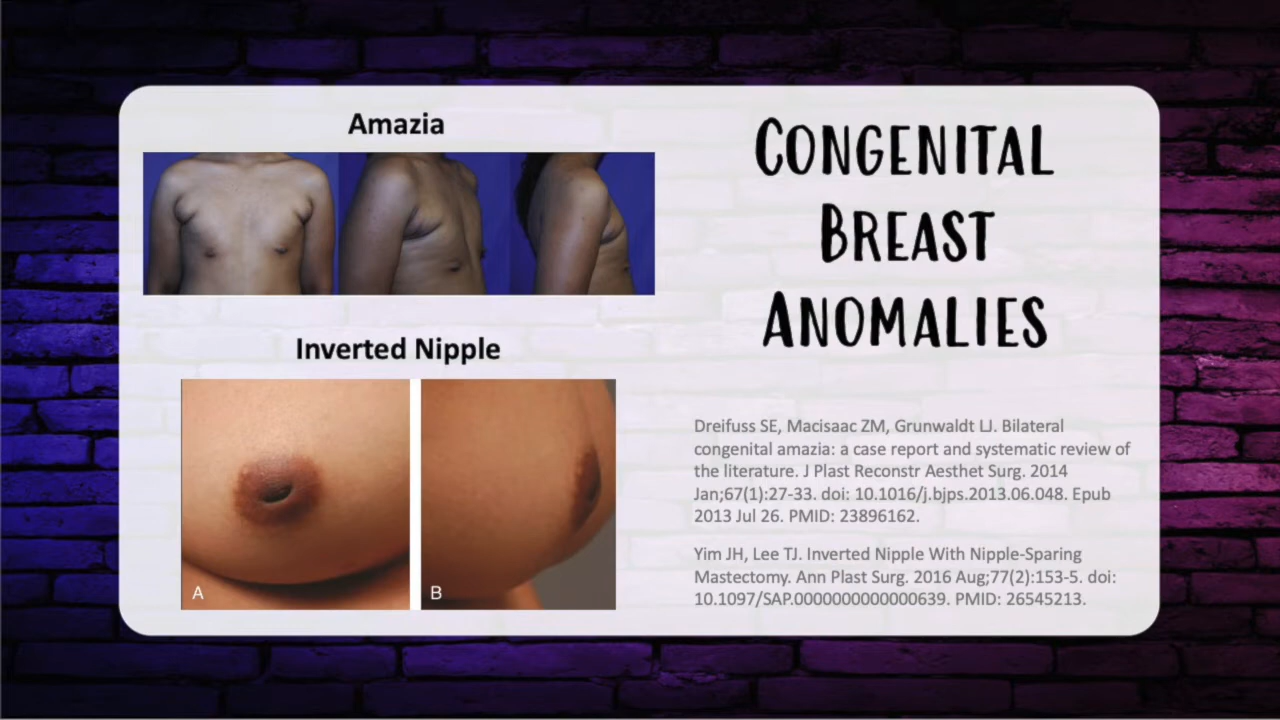 Amazia
Inverted Nipple
A
B
CONGENITAL
BREAST
ANOMALIES
Dreifuss SE, Macisaac ZM, Grunwaldt LJ. Bilateral
congenital amazia: a case report and systematic review of
the literature. J Plast Reconstr Aesthet Surg. 2014
Jan;67(1):27-33. doi: 10.1016/j.bjps.2013.06.048. Epub
2013 Jul 26. PMID: 23896162.
Yim JH, Lee TJ. Inverted Nipple With Nipple-Sparing
Mastectomy. Ann Plast Surg. 2016 Aug;77(2):153-5. doi:
10.1097/SAP.0000000000000639. PMID: 26545213.